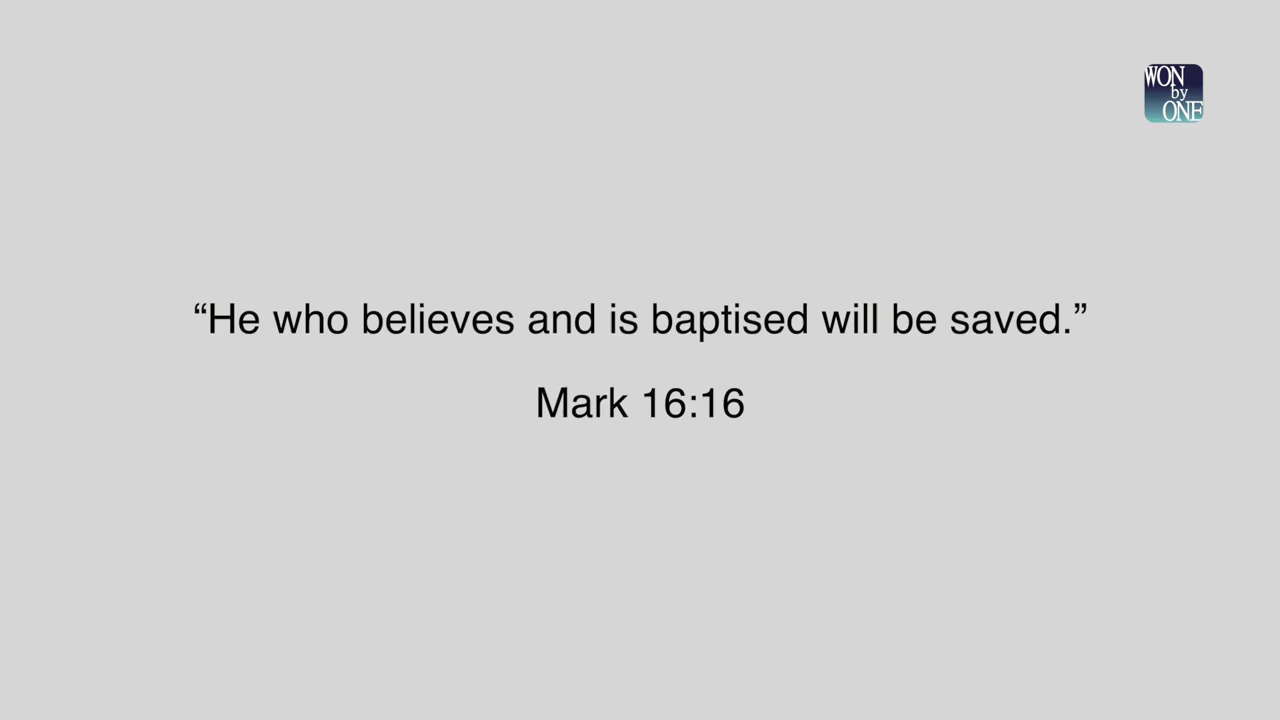 WON
by
ONE
“He who believes and is baptised will be saved.”
Mark 16:16